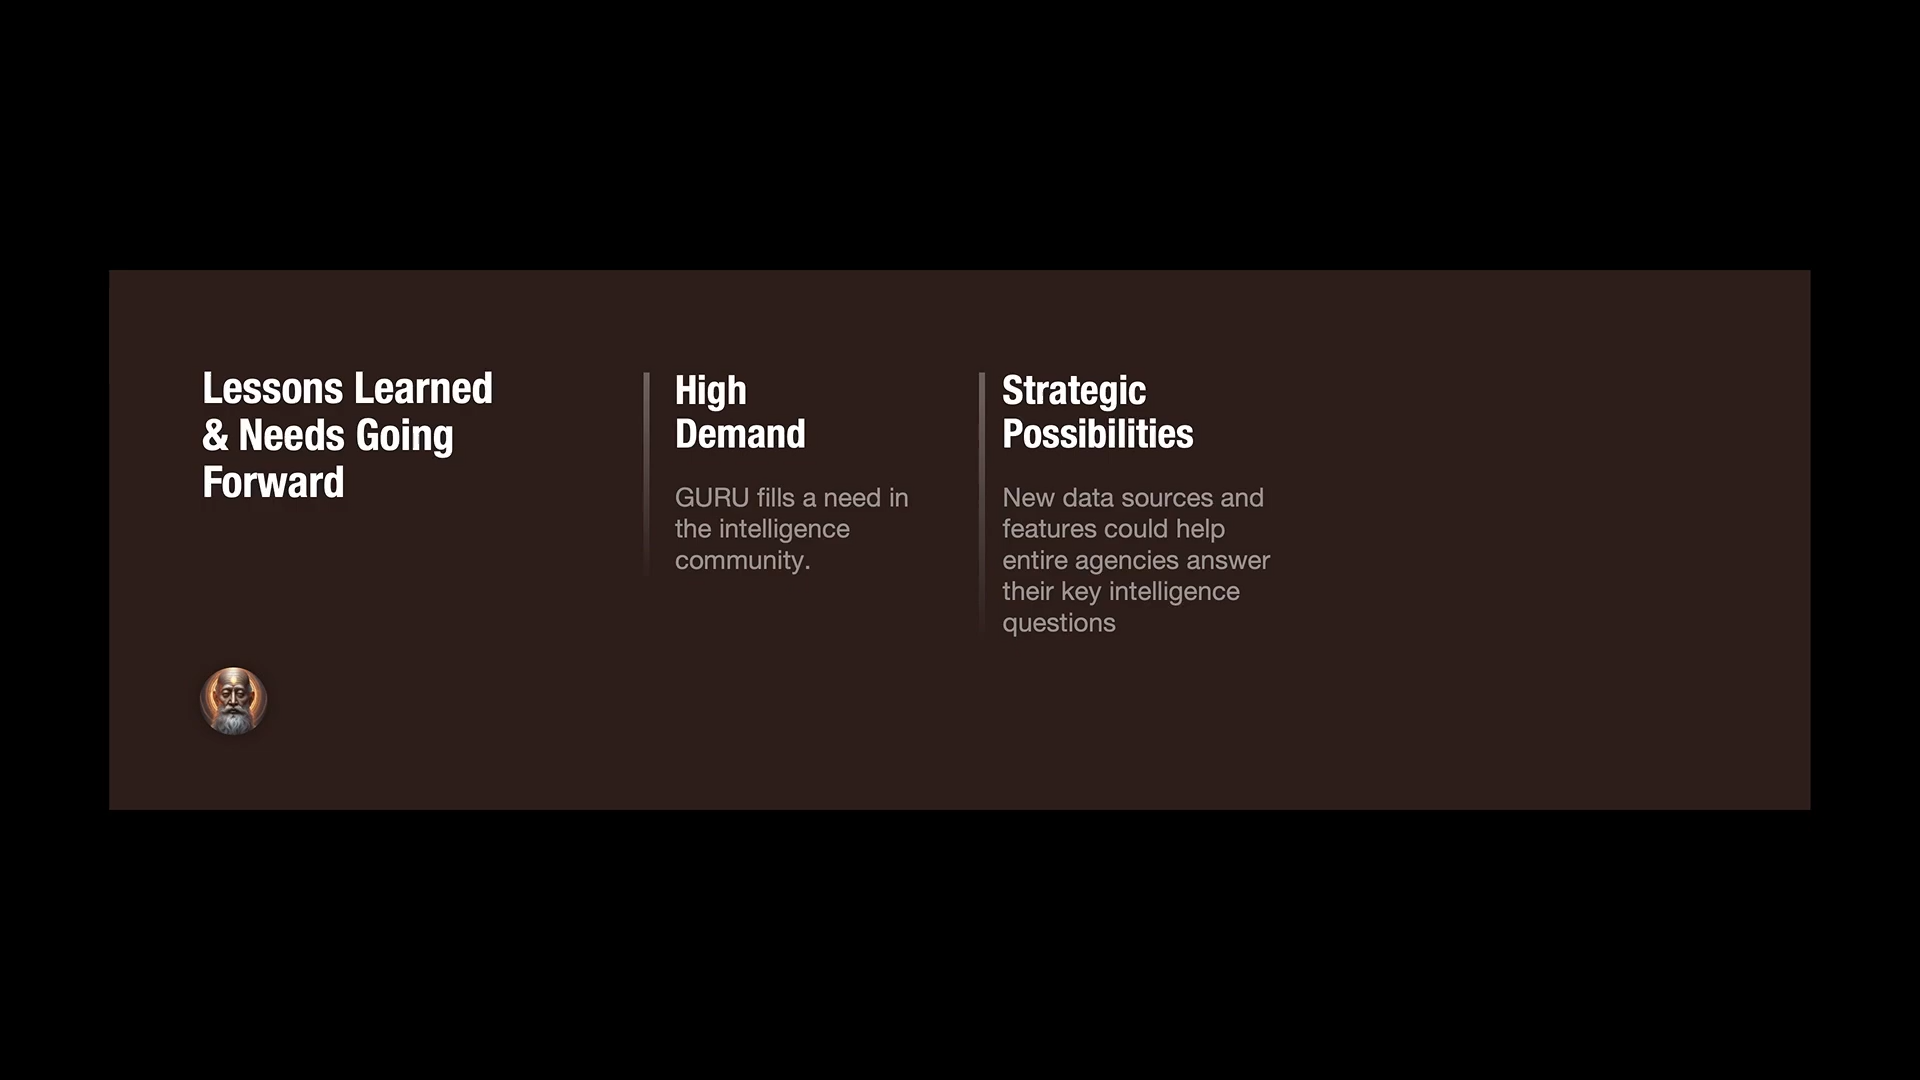 Lessons Learned
& Needs Going
Forward
High
Demand
GURU fills a need in
the intelligence
community.
Strategic
Possibilities
New data sources and
features could help
entire agencies answer
their key intelligence
questions